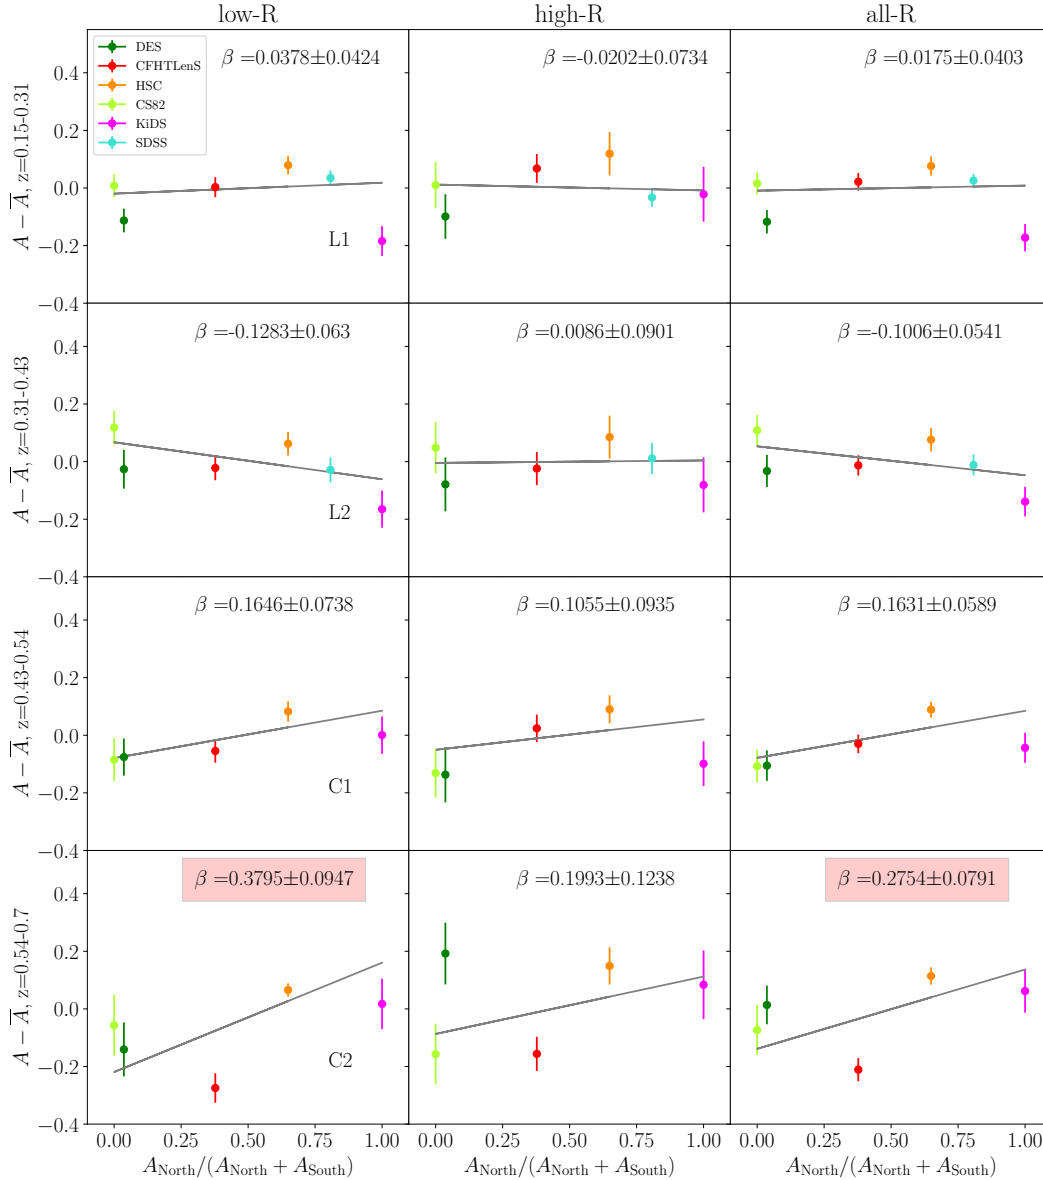 low-R high-R all-R
DES
CFHTLenS
HSC
CS82
KiDS
SDSS
β =0.0378±0.0424
β =-0.0202±0.0734
β =0.0175±0.0403
A − A̅, z=0.15-0.31
0.4
0.2
0.0
−0.2
−0.4
L1
β =-0.1283±0.063
β =0.0086±0.0901
β =-0.1006±0.0541
A − A̅, z=0.31-0.43
0.4
0.2
0.0
−0.2
−0.4
L2
β =0.1646±0.0738
β =0.1055±0.0935
β =0.1631±0.0589
A − A̅, z=0.43-0.54
0.4
0.2
0.0
−0.2
−0.4
C1
β =0.3795±0.0947
β =0.1993±0.1238
β =0.2754±0.0791
A − A̅, z=0.54-0.7
0.4
0.2
0.0
−0.2
−0.4
C2
0.00 0.25 0.50 0.75 1.00
0.00 0.25 0.50 0.75 1.00
0.00 0.25 0.50 0.75 1.00
A_North/(A_North + A_South)
A_North/(A_North + A_South)
A_North/(A_North + A_South)